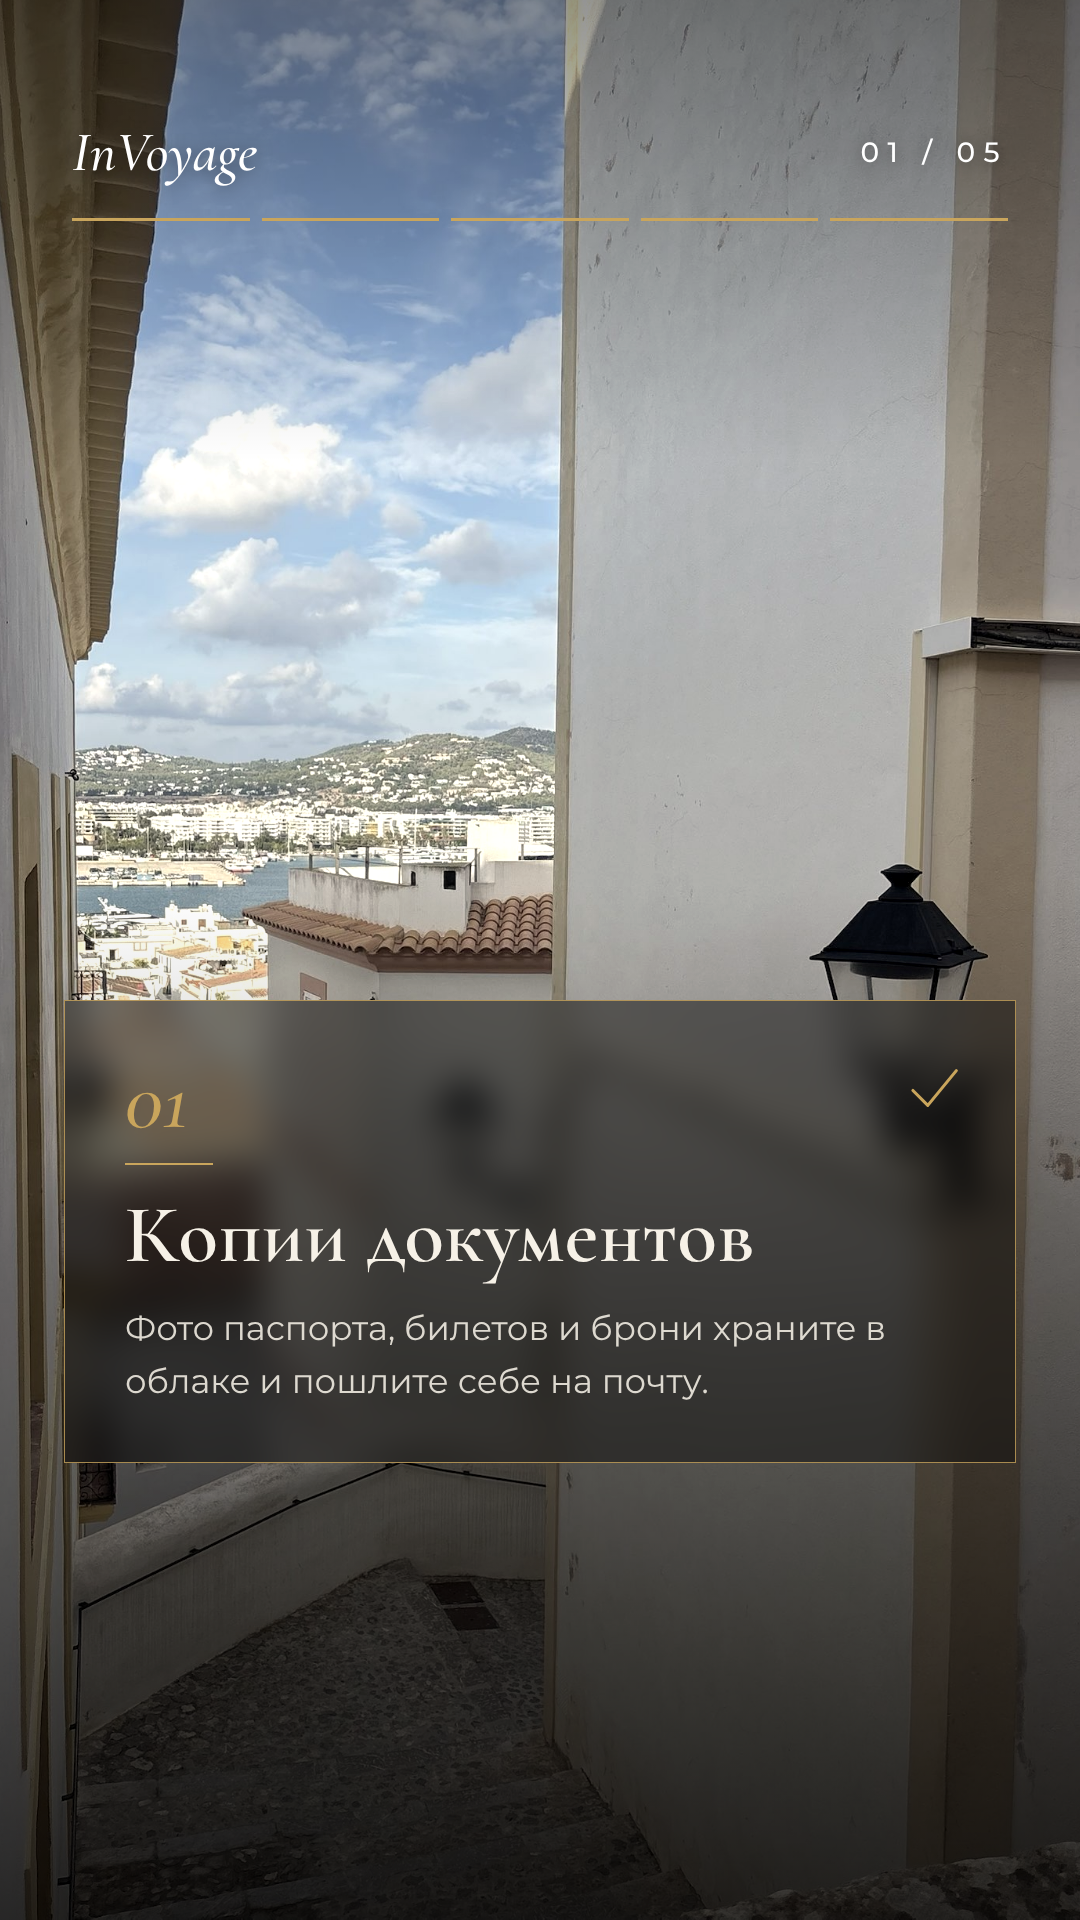 InVoyage
01 / 05
01
Копии документов
Фото паспорта, билетов и брони храните в
облаке и пошлите себе на почту.